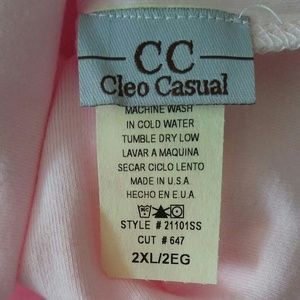 CC
Cleo Casual
MACHINE WASH
IN COLD WATER
TUMBLE DRY LOW
LAVAR A MAQUINA
SECAR CICLO LENTO
MADE IN U.S.A.
HECHO EN E.U.A
STYLE # 21101SS
CUT # 647
2XL/2EG